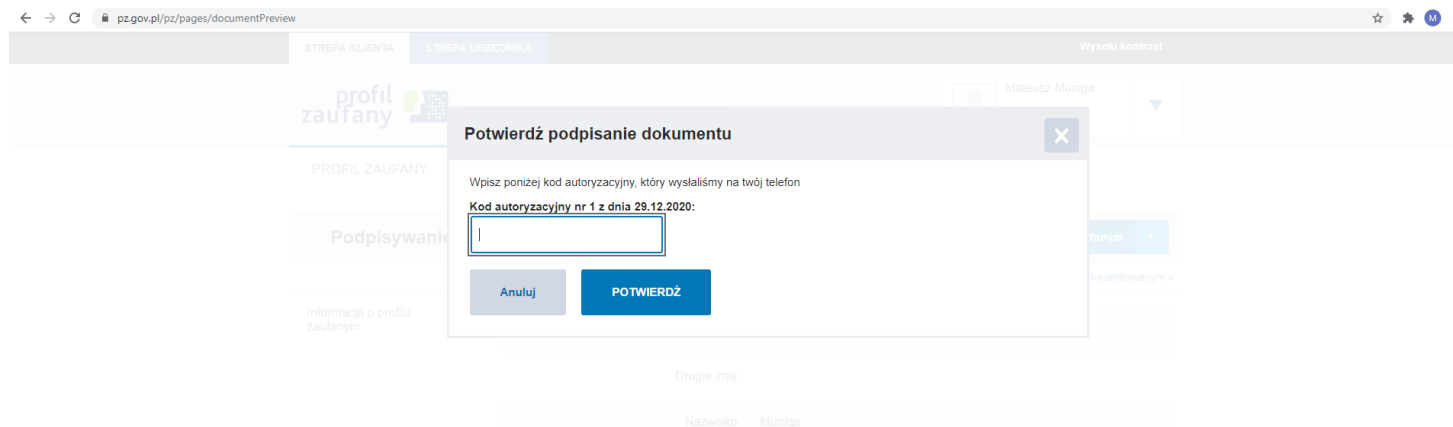 pz.gov.pl/pz/pages/documentPreview
M
STREFA KLIENTA STREFA URZĘDNIKA Wysoki kontrast
profil
zaufany
Mateusz Muniga
PROFIL ZAUFANY
Potwierdź podpisanie dokumentu
Wpisz poniżej kod autoryzacyjny, który wysłaliśmy na twój telefon
Kod autoryzacyjny nr 1 z dnia 29.12.2020:
Anuluj POTWIERDŹ
Podpisywanie
fanym
kwalifikowanym »
Informacje o profilu
zaufanym
Drugie imię
Nazwisko Muniga